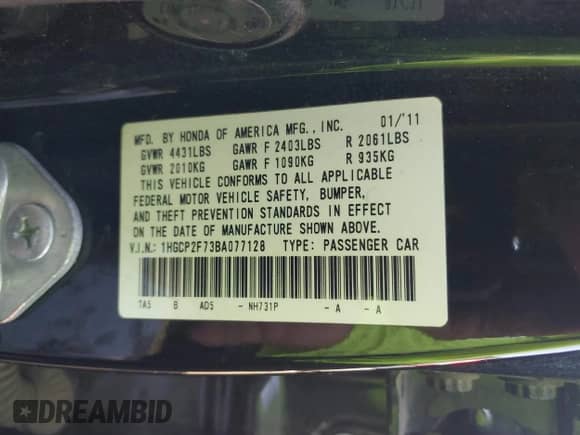 MFD. BY HONDA OF AMERICA MFG., INC. 01/'11
GVWR 4431LBS GAWR F 2403LBS R 2061LBS
GVWR 2010KG GAWR F 1090KG R 935KG
THIS VEHICLE CONFORMS TO ALL APPLICABLE
FEDERAL MOTOR VEHICLE SAFETY, BUMPER,
AND THEFT PREVENTION STANDARDS IN EFFECT
ON THE DATE OF MANUFACTURE SHOWN ABOVE.
V.I.N.: 1HGCP2F73BA077128 TYPE: PASSENGER CAR
TA5 B AD5 - NH731P - A - A
DREAMBID